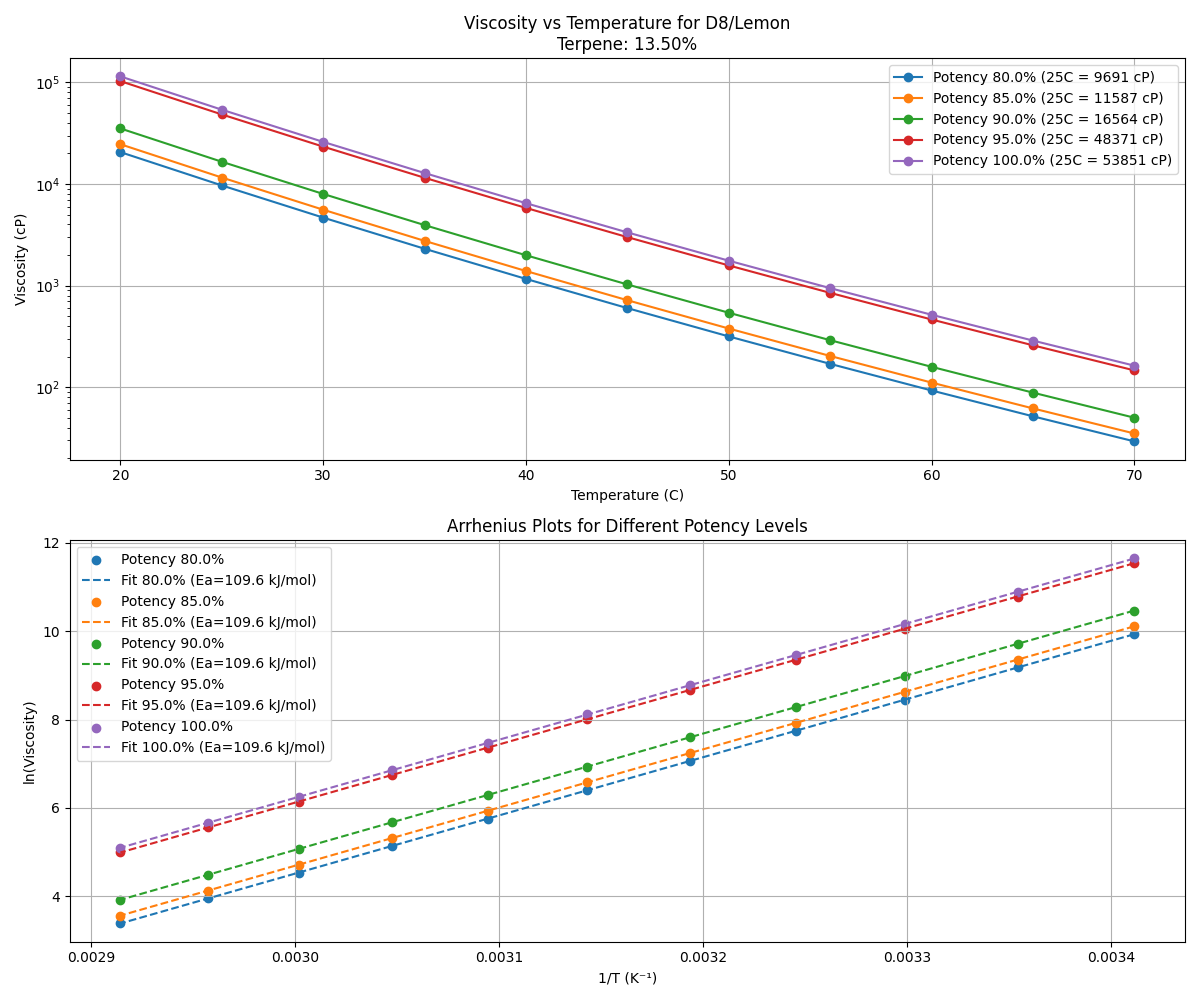 Viscosity vs Temperature for D8/Lemon
Terpene: 13.50%
Viscosity (cP)
10⁵
10⁴
10³
10²
Potency 80.0% (25C = 9691 cP)
Potency 85.0% (25C = 11587 cP)
Potency 90.0% (25C = 16564 cP)
Potency 95.0% (25C = 48371 cP)
Potency 100.0% (25C = 53851 cP)
20 30 40 50 60 70
Temperature (C)
Arrhenius Plots for Different Potency Levels
ln(Viscosity)
12
10
8
6
4
Potency 80.0%
Fit 80.0% (Ea=109.6 kJ/mol)
Potency 85.0%
Fit 85.0% (Ea=109.6 kJ/mol)
Potency 90.0%
Fit 90.0% (Ea=109.6 kJ/mol)
Potency 95.0%
Fit 95.0% (Ea=109.6 kJ/mol)
Potency 100.0%
Fit 100.0% (Ea=109.6 kJ/mol)
0.0029 0.0030 0.0031 0.0032 0.0033 0.0034
1/T (K⁻¹)